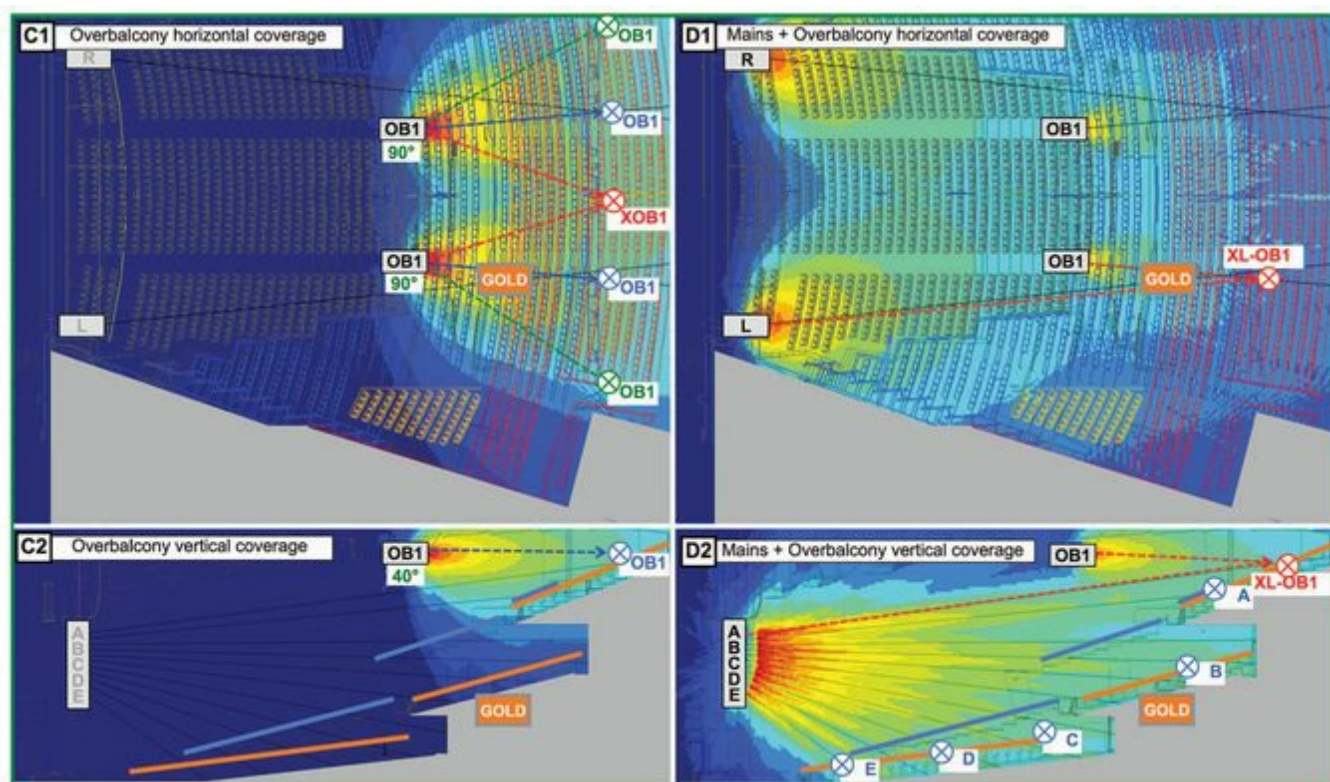 C1 Overbalcony horizontal coverage
R
OB1
OB1
OB1
90°
XOB1
OB1
90°
GOLD
OB1
L
OB1
D1 Mains + Overbalcony horizontal coverage
R
OB1
XL-OB1
OB1
GOLD
L
C2 Overbalcony vertical coverage
OB1
40°
OB1
A
B
C
D
E
GOLD
D2 Mains + Overbalcony vertical coverage
OB1
XL-OB1
A
A
B
C
D
E
B
GOLD
C
D
E